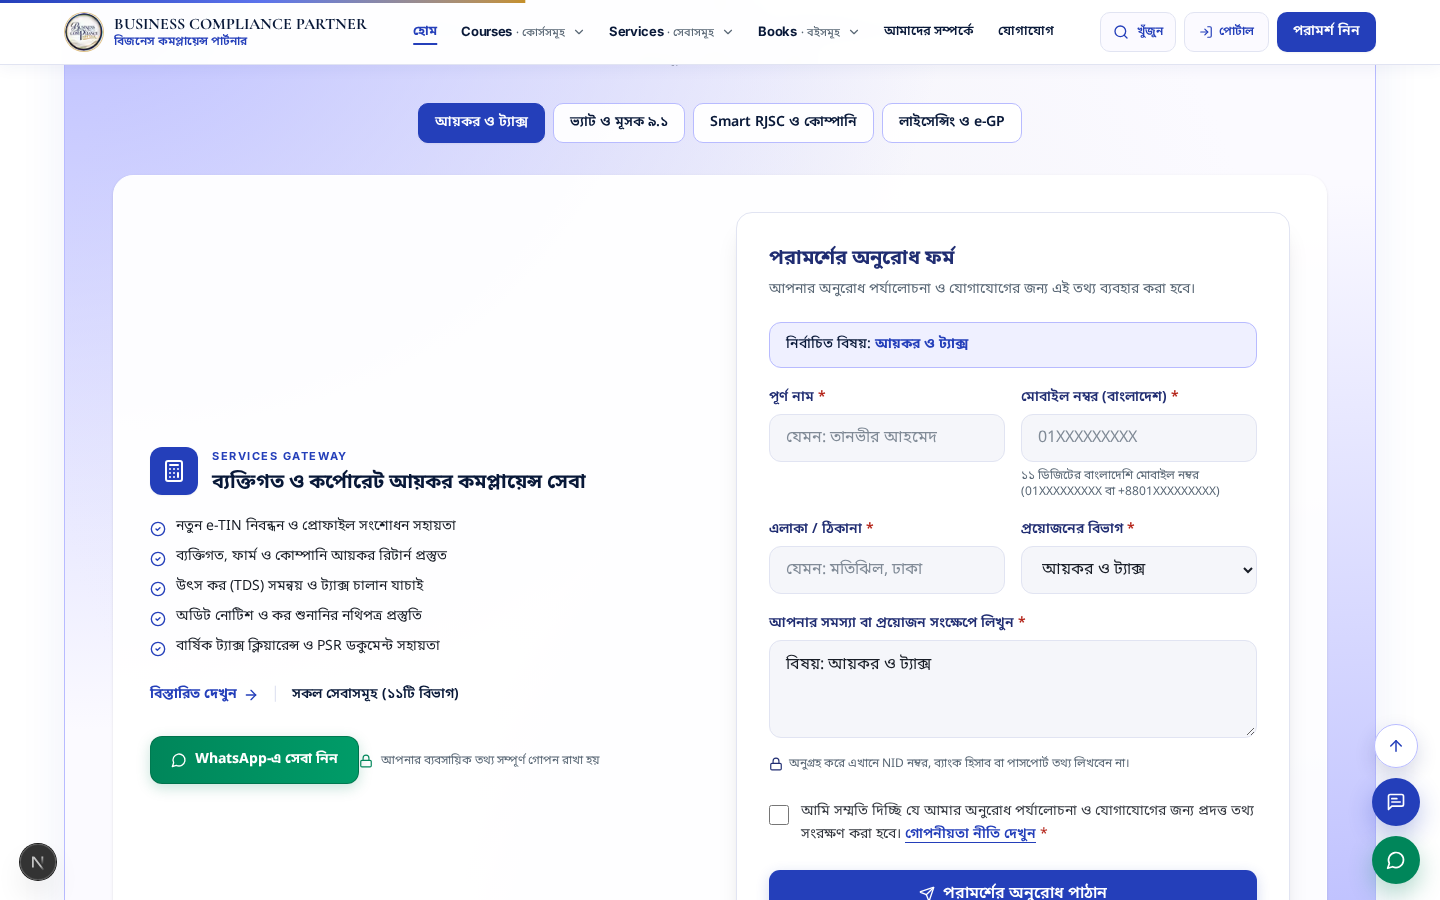 BUSINESS COMPLIANCE PARTNER
বিজনেস কমপ্লায়েন্স পার্টনার
হোম
Courses · কোর্সসমূহ
Services · সেবাসমূহ
Books · বইসমূহ
আমাদের সম্পর্কে
যোগাযোগ
খুঁজুন
পোর্টাল
পরামর্শ নিন
আয়কর ও ট্যাক্স
ভ্যাট ও মূসক ৯.১
Smart RJSC ও কোম্পানি
লাইসেন্সিং ও e-GP
SERVICES GATEWAY
ব্যক্তিগত ও কর্পোরেট আয়কর কমপ্লায়েন্স সেবা
নতুন e-TIN নিবন্ধন ও প্রোফাইল সংশোধন সহায়তা
ব্যক্তিগত, ফার্ম ও কোম্পানি আয়কর রিটার্ন প্রস্তুত
উৎস কর (TDS) সমন্বয় ও ট্যাক্স চালান যাচাই
অডিট নোটিশ ও কর শুনানির নথিপত্র প্রস্তুতি
বার্ষিক ট্যাক্স ক্লিয়ারেন্স ও PSR ডকুমেন্ট সহায়তা
বিস্তারিত দেখুন
সকল সেবাসমূহ (১১টি বিভাগ)
WhatsApp-এ সেবা নিন
আপনার ব্যবসায়িক তথ্য সম্পূর্ণ গোপন রাখা হয়
পরামর্শের অনুরোধ ফর্ম
আপনার অনুরোধ পর্যালোচনা ও যোগাযোগের জন্য এই তথ্য ব্যবহার করা হবে।
নির্বাচিত বিষয়: আয়কর ও ট্যাক্স
পূর্ণ নাম *
মোবাইল নম্বর (বাংলাদেশ) *
যেমন: তানভীর আহমেদ
01XXXXXXXXX
১১ ডিজিটের বাংলাদেশি মোবাইল নম্বর
(01XXXXXXXXX বা +8801XXXXXXXXX)
এলাকা / ঠিকানা *
প্রয়োজনের বিভাগ *
যেমন: মতিঝিল, ঢাকা
আয়কর ও ট্যাক্স
আপনার সমস্যা বা প্রয়োজন সংক্ষেপে লিখুন *
বিষয়: আয়কর ও ট্যাক্স
অনুগ্রহ করে এখানে NID নম্বর, ব্যাংক হিসাব বা পাসপোর্ট তথ্য লিখবেন না।
আমি সম্মতি দিচ্ছি যে আমার অনুরোধ পর্যালোচনা ও যোগাযোগের জন্য প্রদত্ত তথ্য
সংরক্ষণ করা হবে। গোপনীয়তা নীতি দেখুন *
পরামর্শের অনুরোধ পাঠান
N